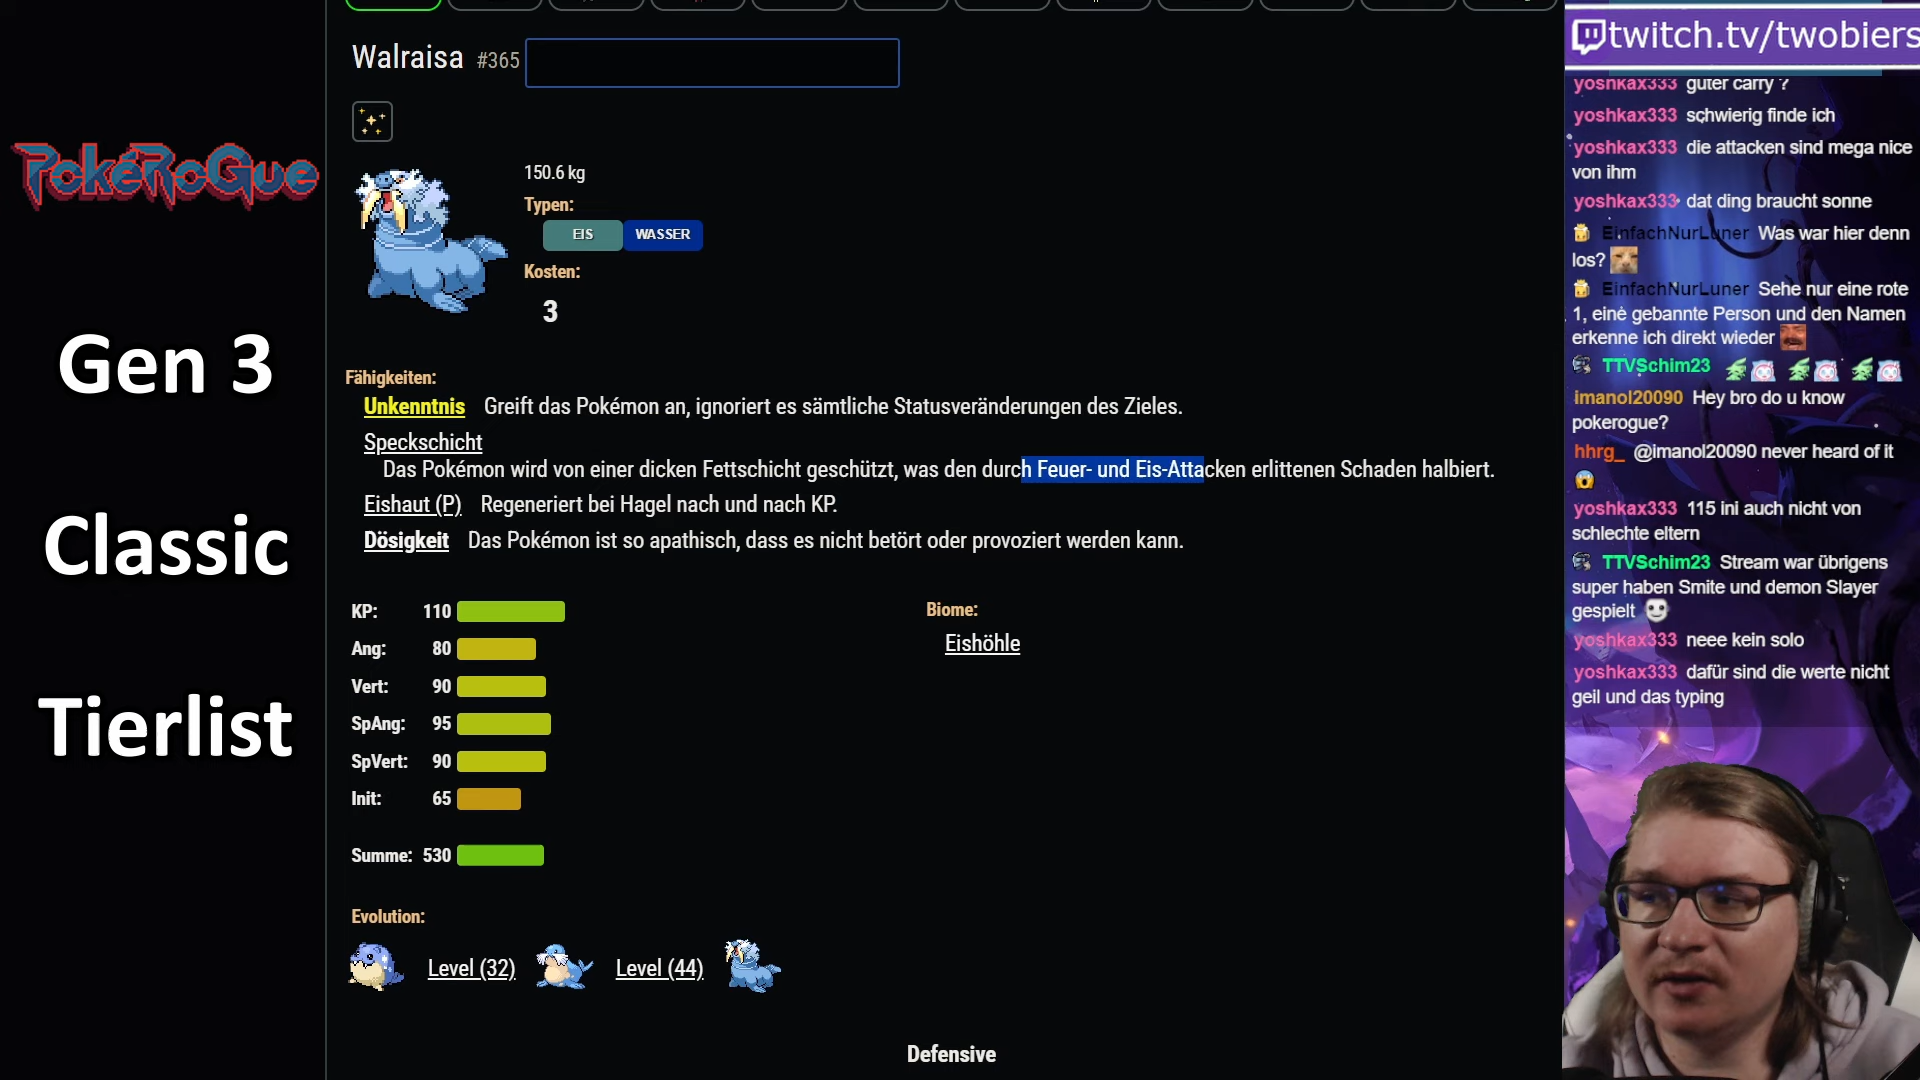 PokéRoGue
Gen 3
Classic
Tierlist
Walraisa #365
150.6 kg
Typen:
EIS WASSER
Kosten:
3
Fähigkeiten:
Unkenntnis Greift das Pokémon an, ignoriert es sämtliche Statusveränderungen des Zieles.
Speckschicht
Das Pokémon wird von einer dicken Fettschicht geschützt, was den durch Feuer- und Eis-Attacken erlittenen Schaden halbiert.
Eishaut (P) Regeneriert bei Hagel nach und nach KP.
Dösigkeit Das Pokémon ist so apathisch, dass es nicht betört oder provoziert werden kann.
KP: 110
Ang: 80
Vert: 90
SpAng: 95
SpVert: 90
Init: 65
Summe: 530
Biome:
Eishöhle
Evolution:
Level (32) Level (44)
Defensive
twitch.tv/twobiers
yoshkax333 guter carry ?
yoshkax333 schwierig finde ich
yoshkax333 die attacken sind mega nice
von ihm
yoshkax333 dat ding braucht sonne
EinfachNurLuner Was war hier denn
los?
EinfachNurLuner Sehe nur eine rote
1, eine gebannte Person und den Namen
erkenne ich direkt wieder
TTVSchim23
imanol20090 Hey bro do u know
pokerogue?
hhrg_ @imanol20090 never heard of it
yoshkax333 115 ini auch nicht von
schlechte eltern
TTVSchim23 Stream war übrigens
super haben Smite und demon Slayer
gespielt
yoshkax333 neee kein solo
yoshkax333 dafür sind die werte nicht
geil und das typing